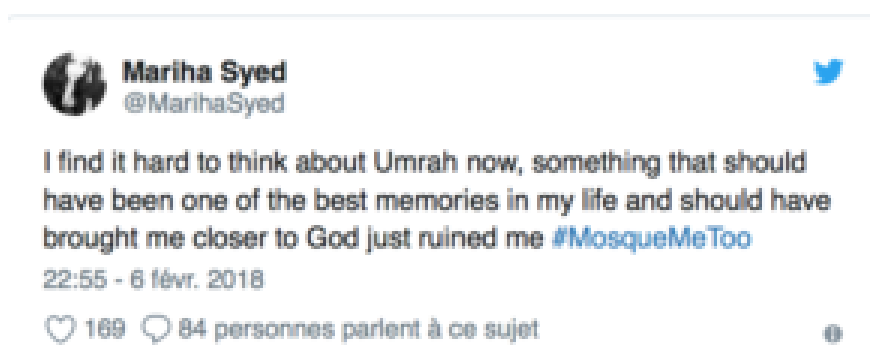 Mariha Syed
@MarihaSyed
I find it hard to think about Umrah now, something that should
have been one of the best memories in my life and should have
brought me closer to God just ruined me #MosqueMeToo
22:55 - 6 févr. 2018
169 84 personnes parlent à ce sujet